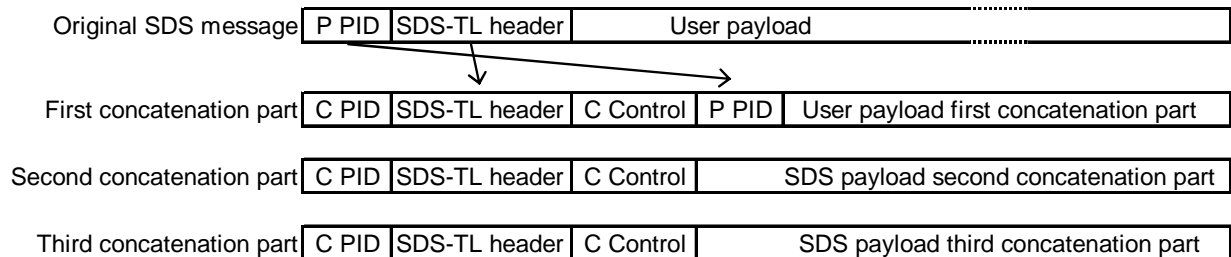 Original SDS message P PID SDS-TL header User payload
First concatenation part C PID SDS-TL header C Control P PID User payload first concatenation part
Second concatenation part C PID SDS-TL header C Control SDS payload second concatenation part
Third concatenation part C PID SDS-TL header C Control SDS payload third concatenation part